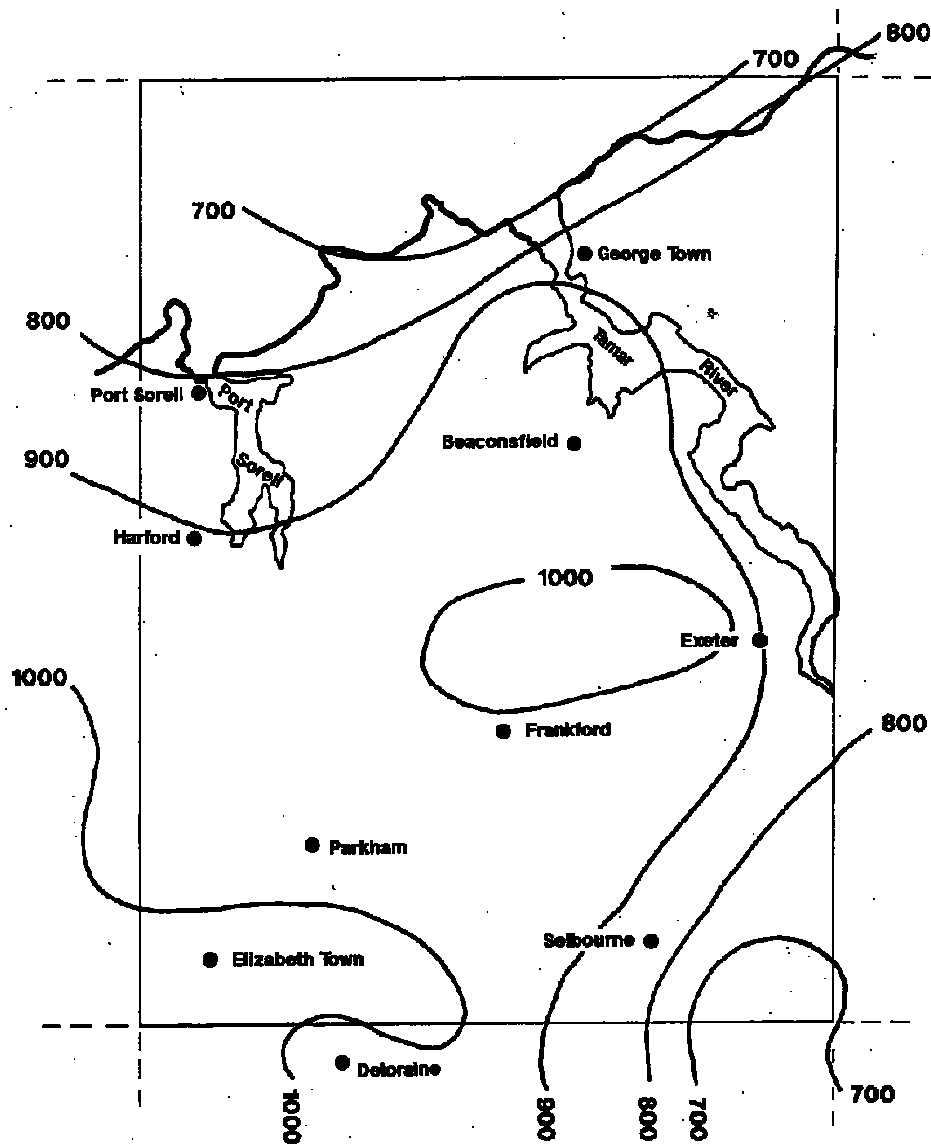 800
700
700
George Town
800
Tamar
River
Port Sorell
Port
Beaconsfield
900
Sorell
Harford
1000
Exeter
1000
800
Frankford
Parkham
Selbourne
Elizabeth Town
Deloraine
700
1000
900
800
700